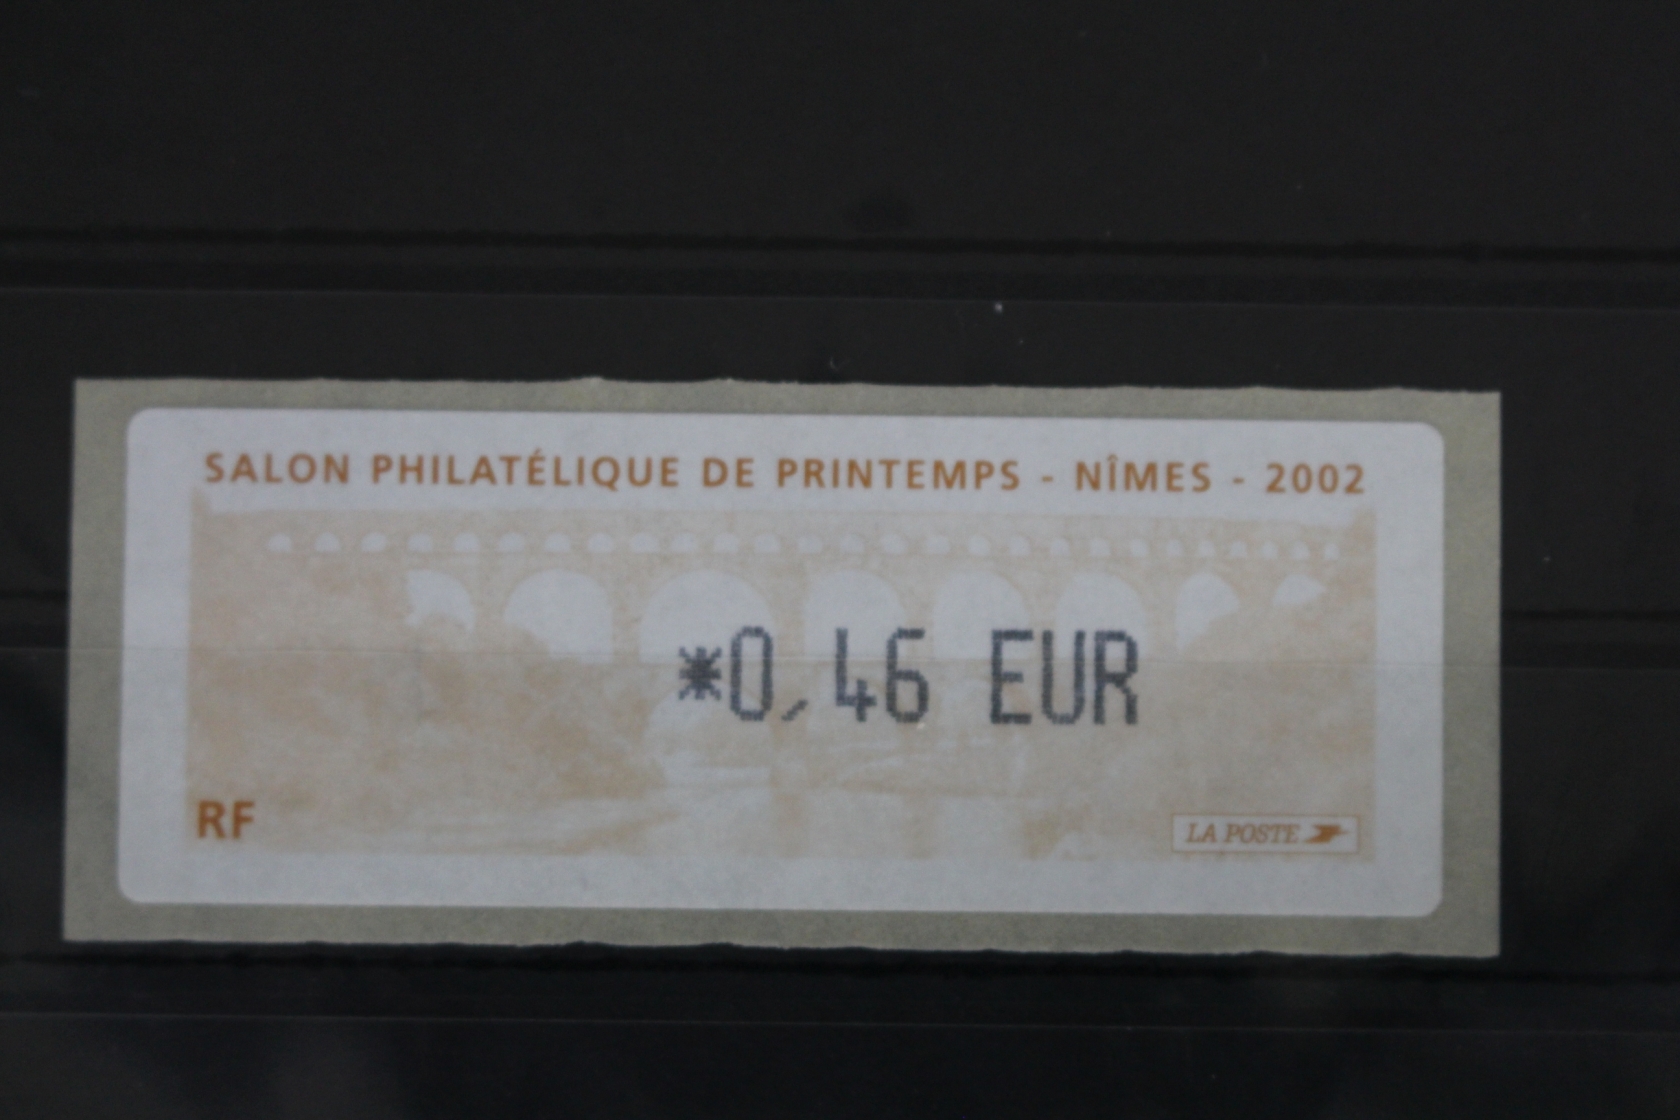 SALON PHILATÉLIQUE DE PRINTEMPS - NÎMES - 2002
*0,46 EUR
RF
LA POSTE